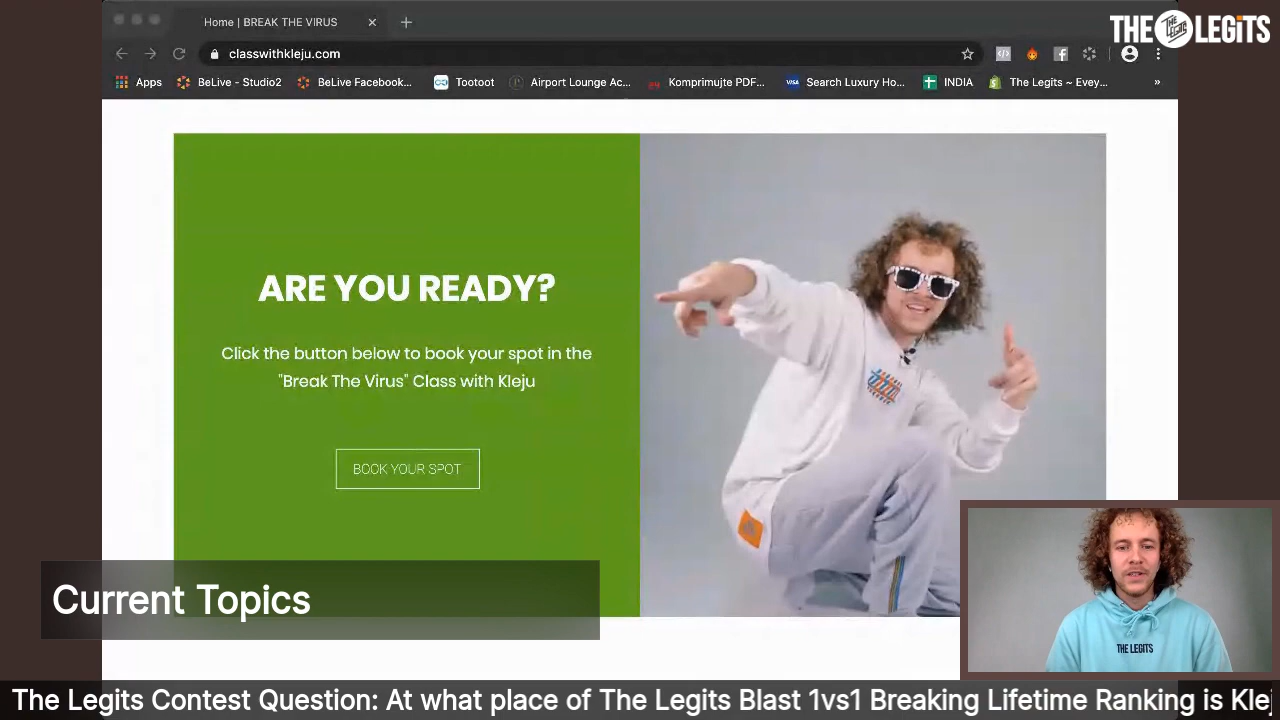 Home | BREAK THE VIRUS
THE LEGITS
classwithkleju.com
Apps
BeLive - Studio2
BeLive Facebook...
Tootoot
Airport Lounge Ac...
Komprimujte PDF...
VISA
Search Luxury Ho...
INDIA
The Legits ~ Evey...
»
ARE YOU READY?
Click the button below to book your spot in the
"Break The Virus" Class with Kleju
BOOK YOUR SPOT
Current Topics
THE LEGITS
The Legits Contest Question: At what place of The Legits Blast 1vs1 Breaking Lifetime Ranking is Klej